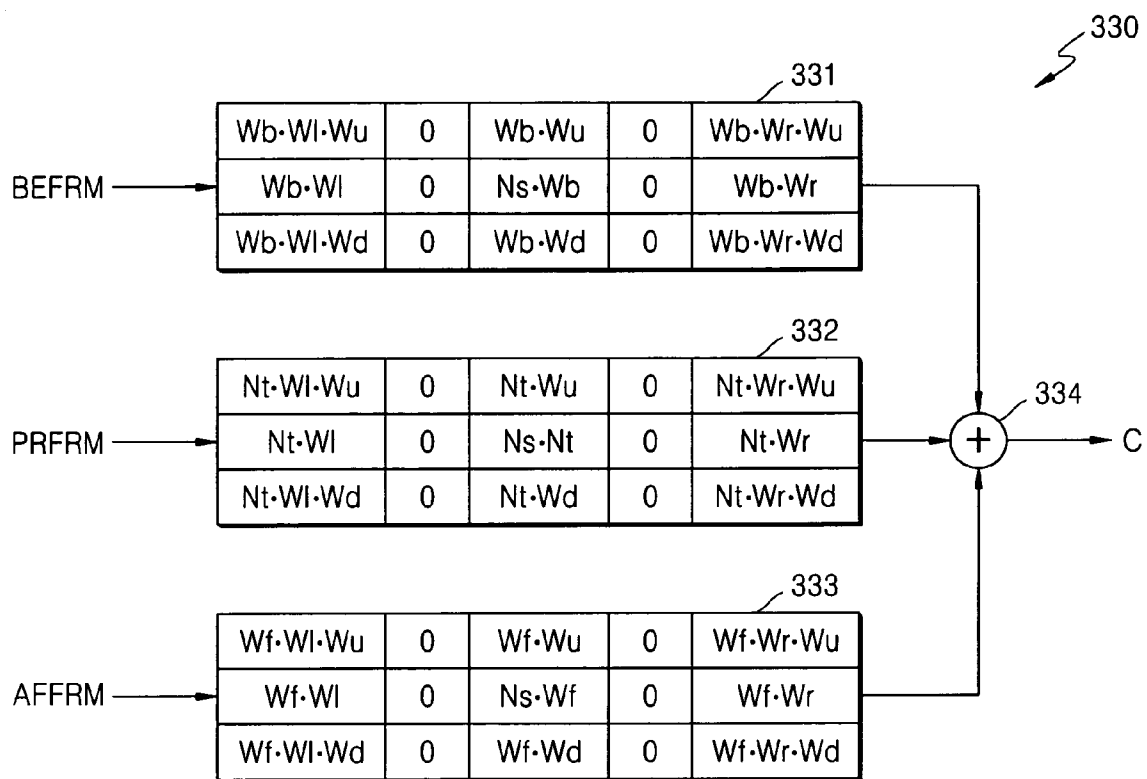 330
331
Wb·Wl·Wu 0 Wb·Wu 0 Wb·Wr·Wu
BEFRM Wb·Wl 0 Ns·Wb 0 Wb·Wr
Wb·Wl·Wd 0 Wb·Wd 0 Wb·Wr·Wd
332
Nt·Wl·Wu 0 Nt·Wu 0 Nt·Wr·Wu
334
PRFRM Nt·Wl 0 Ns·Nt 0 Nt·Wr + C
Nt·Wl·Wd 0 Nt·Wd 0 Nt·Wr·Wd
333
Wf·Wl·Wu 0 Wf·Wu 0 Wf·Wr·Wu
AFFRM Wf·Wl 0 Ns·Wf 0 Wf·Wr
Wf·Wl·Wd 0 Wf·Wd 0 Wf·Wr·Wd